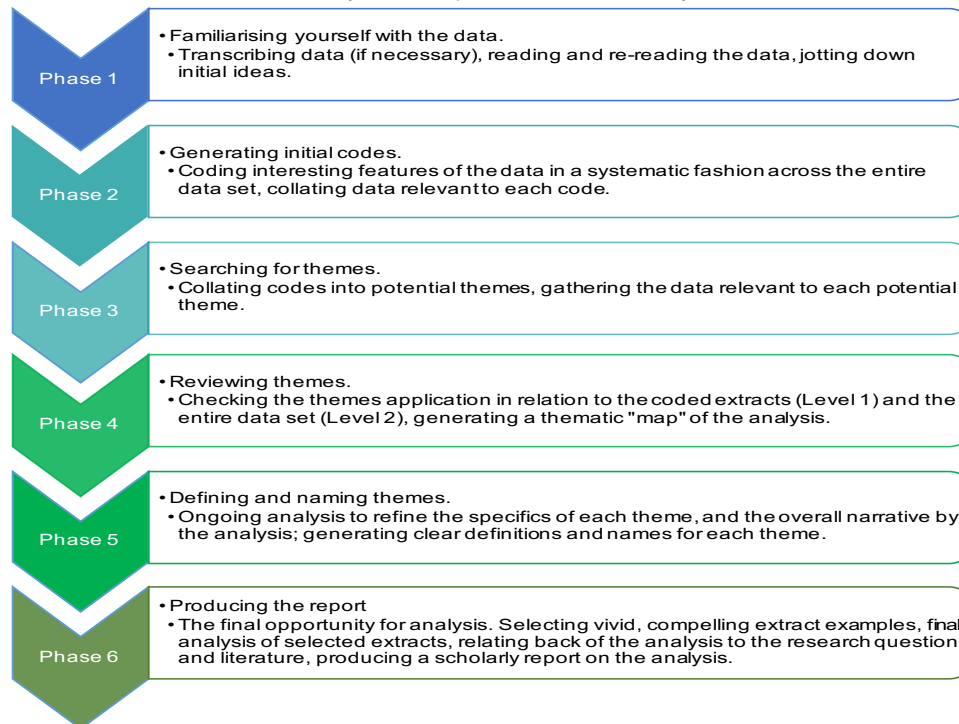 Phase 1
• Familiarising yourself with the data.
• Transcribing data (if necessary), reading and re-reading the data, jotting down
initial ideas.
Phase 2
• Generating initial codes.
• Coding interesting features of the data in a systematic fashion across the entire
data set, collating data relevant to each code.
Phase 3
• Searching for themes.
• Collating codes into potential themes, gathering the data relevant to each potential
theme.
Phase 4
• Reviewing themes.
• Checking the themes application in relation to the coded extracts (Level 1) and the
entire data set (Level 2), generating a thematic "map" of the analysis.
Phase 5
• Defining and naming themes.
• Ongoing analysis to refine the specifics of each theme, and the overall narrative by
the analysis; generating clear definitions and names for each theme.
Phase 6
• Producing the report
• The final opportunity for analysis. Selecting vivid, compelling extract examples, final
analysis of selected extracts, relating back of the analysis to the research question
and literature, producing a scholarly report on the analysis.